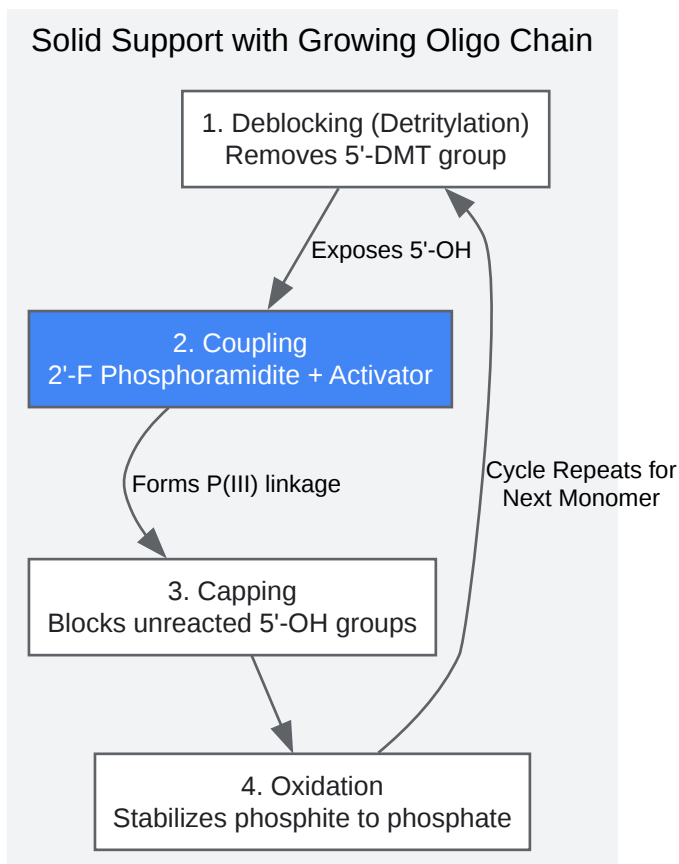 Solid Support with Growing Oligo Chain
1. Deblocking (Detritylation)
Removes 5'-DMT group
Exposes 5'-OH
2. Coupling
2'-F Phosphoramidite + Activator
Forms P(III) linkage
Cycle Repeats for
Next Monomer
3. Capping
Blocks unreacted 5'-OH groups
4. Oxidation
Stabilizes phosphite to phosphate